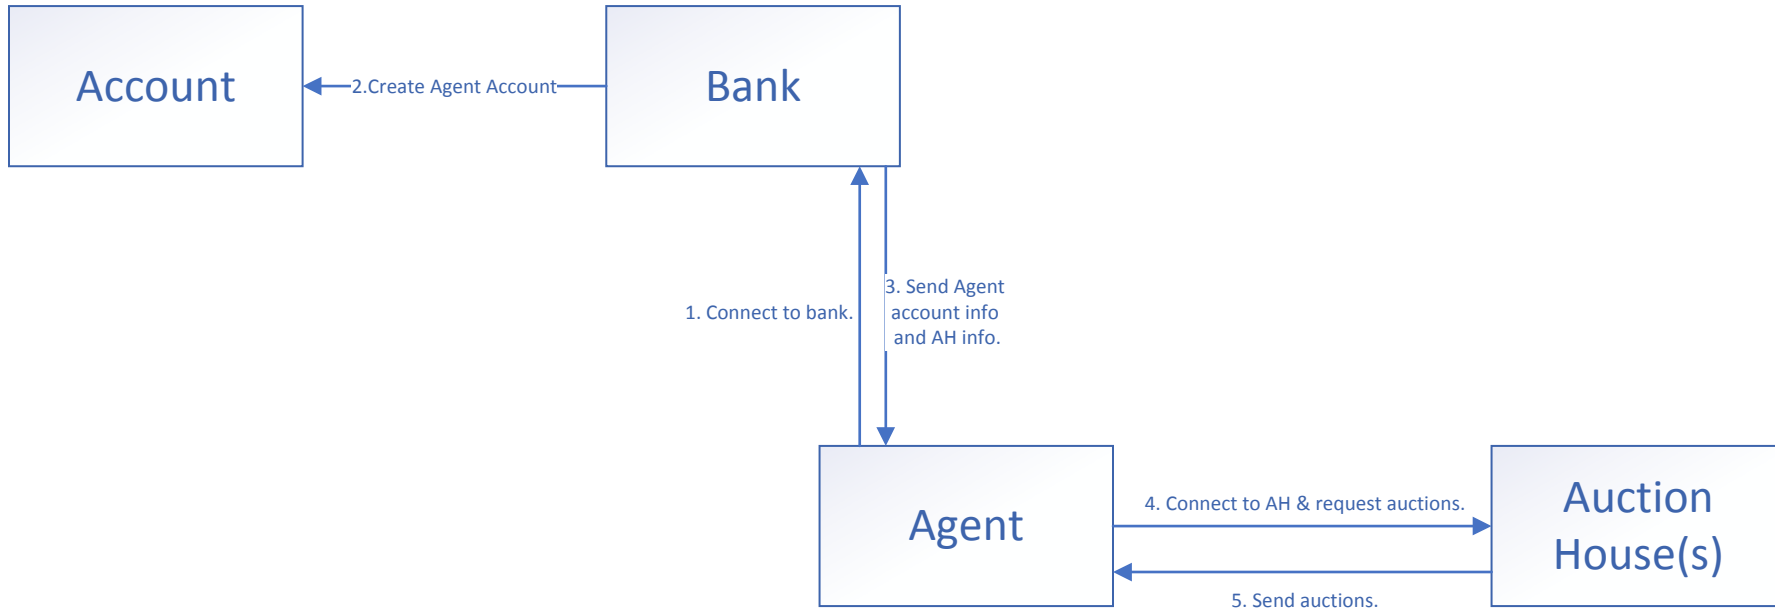 Account
2.Create Agent Account
Bank
1. Connect to bank.
3. Send Agent
account info
and AH info.
Agent
4. Connect to AH & request auctions.
Auction
House(s)
5. Send auctions.